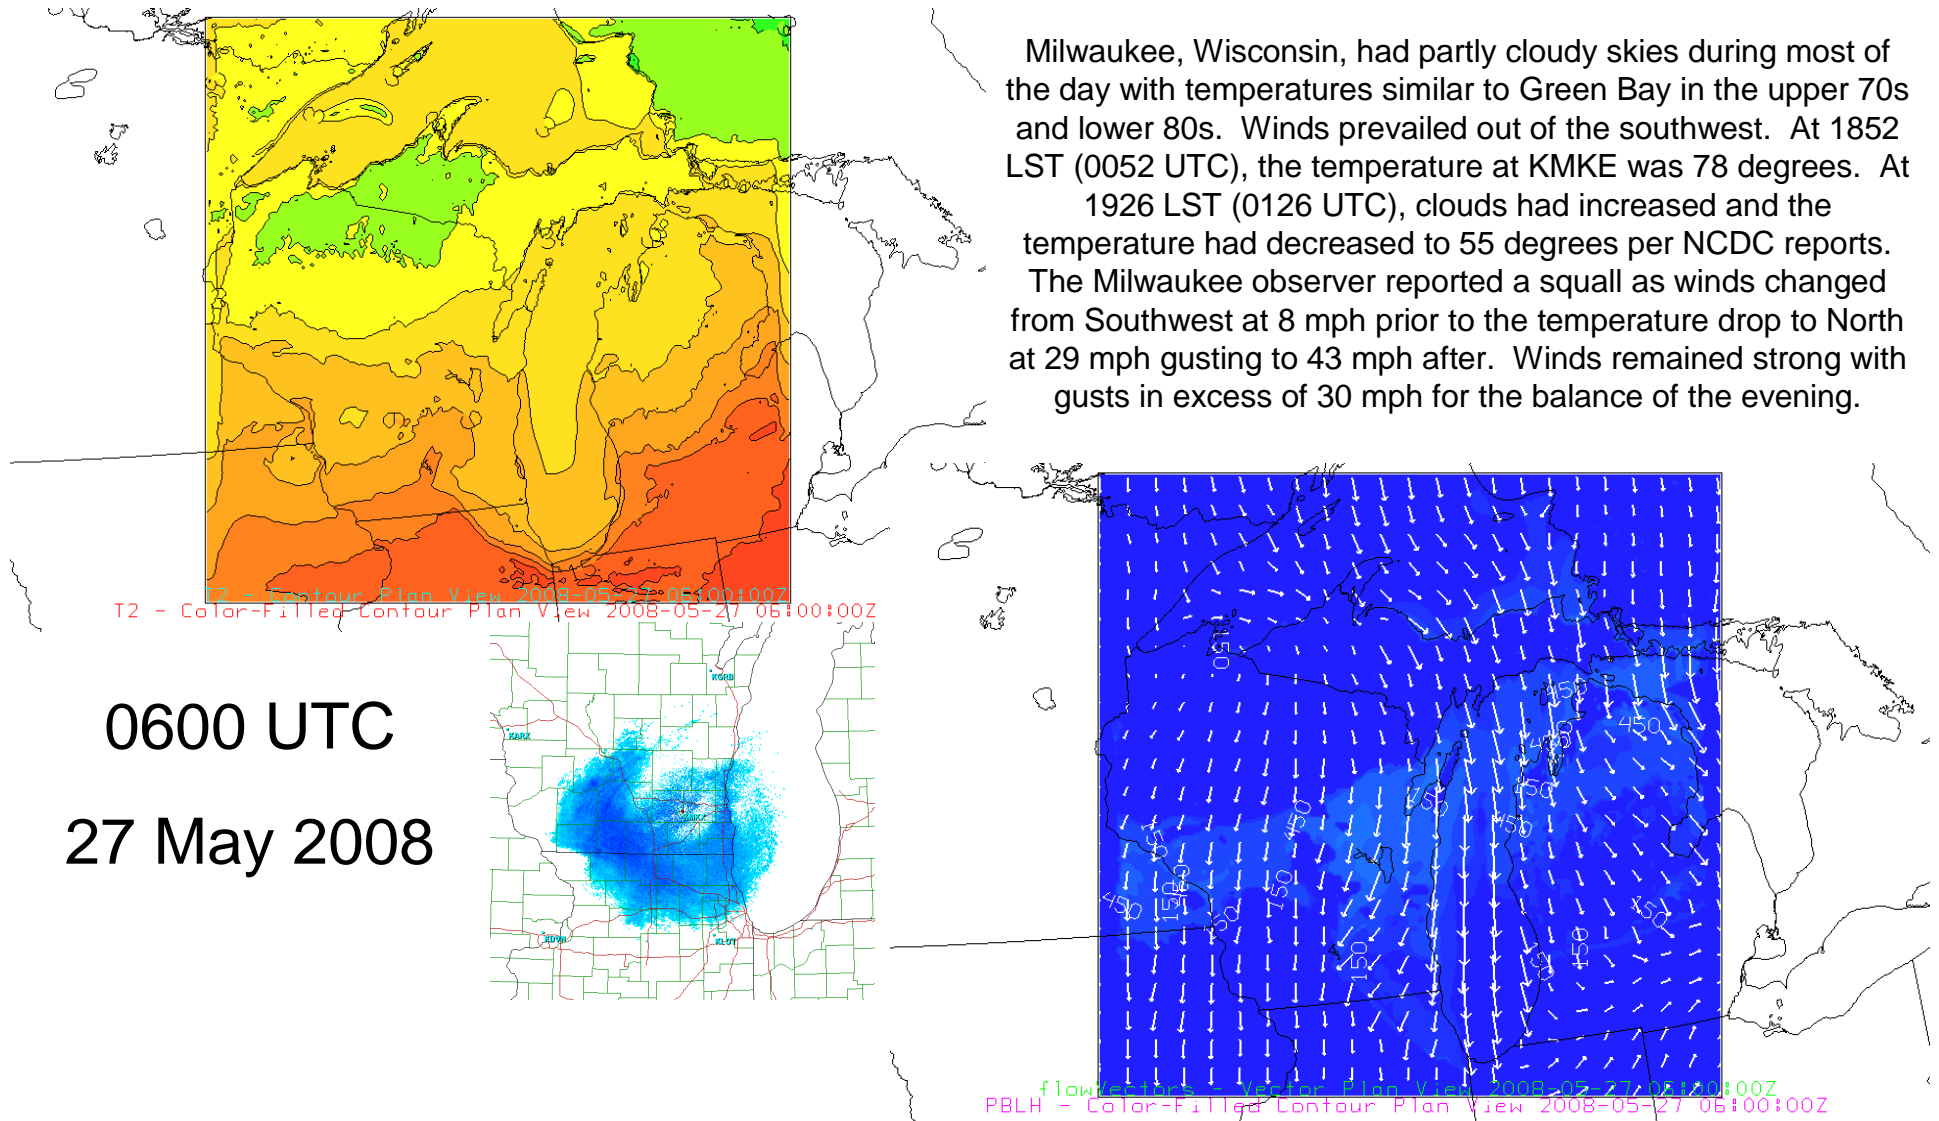 Milwaukee, Wisconsin, had partly cloudy skies during most of
the day with temperatures similar to Green Bay in the upper 70s
and lower 80s.  Winds prevailed out of the southwest.  At 1852
LST (0052 UTC), the temperature at KMKE was 78 degrees.  At
1926 LST (0126 UTC), clouds had increased and the
temperature had decreased to 55 degrees per NCDC reports.
The Milwaukee observer reported a squall as winds changed
from Southwest at 8 mph prior to the temperature drop to North
at 29 mph gusting to 43 mph after.  Winds remained strong with
gusts in excess of 30 mph for the balance of the evening.
T2 - Contour Plan View 2008-05-27 06:00:00Z
T2 - Color-Filled Contour Plan View 2008-05-27 06:00:00Z
0600 UTC
27 May 2008
KGRB
KARX
KMKX
KDVN
KLOT
450
450
450
750
450
450
450
150
150
450
150
150
150
150
flowVectors - Vector Plan View 2008-05-27 06:00:00Z
PBLH - Color-Filled Contour Plan View 2008-05-27 06:00:00Z